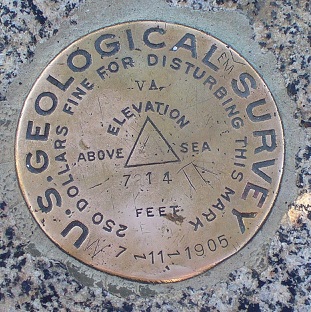 U.S. GEOLOGICAL SURVEY
250 DOLLARS FINE FOR DISTURBING THIS MARK
VA
ELEVATION
ABOVE SEA
714
FEET
7-11-1905